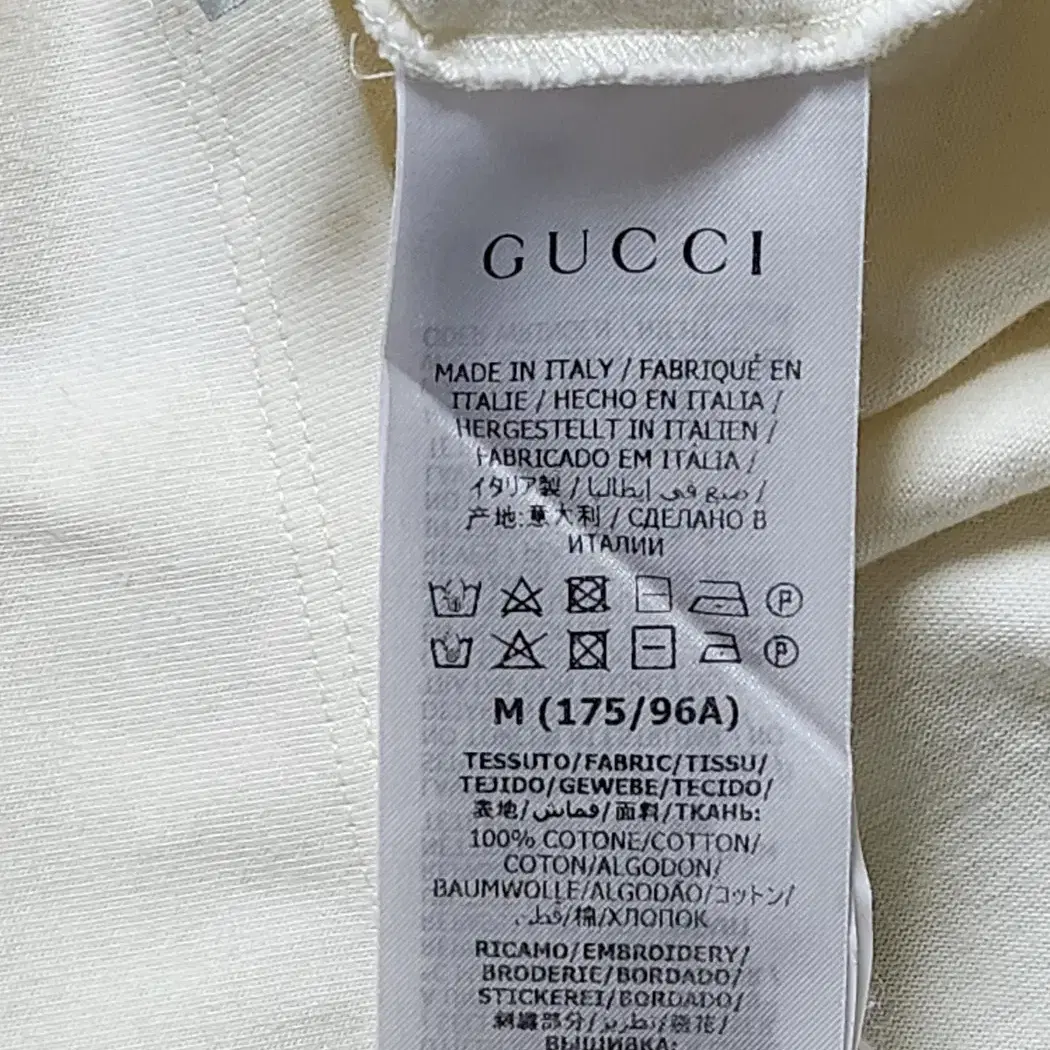 GUCCI
MADE IN ITALY / FABRIQUÉ EN
ITALIE / HECHO EN ITALIA /
HERGESTELLT IN ITALIEN /
FABRICADO EM ITÁLIA /
イタリア製 / صنع في إيطاليا /
产地:意大利 / СДЕЛАНО В
ИТАЛИИ
P
P
M (175/96A)
TESSUTO/FABRIC/TISSU/
TEJIDO/GEWEBE/TECIDO/
表地/قماش/面料/ТКАНЬ:
100% COTONE/COTTON/
COTON/ALGODON/
BAUMWOLLE/ALGODÃO/コットン/
قطن/棉/ХЛОПОК
RICAMO/EMBROIDERY/
BRODERIE/BORDADO/
STICKEREI/BORDADO/
刺繍部分/تطريز/绣花/
ВЫШИВКА: